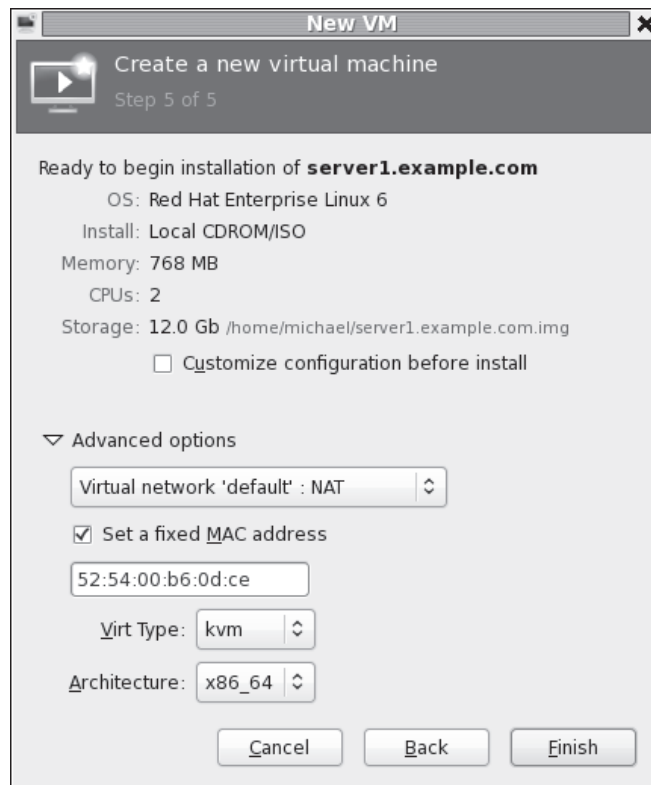 New VM
Create a new virtual machine
Step 5 of 5
Ready to begin installation of server1.example.com
OS: Red Hat Enterprise Linux 6
Install: Local CDROM/ISO
Memory: 768 MB
CPUs: 2
Storage: 12.0 Gb /home/michael/server1.example.com.img
Customize configuration before install
Advanced options
Virtual network 'default' : NAT
Set a fixed MAC address
52:54:00:b6:0d:ce
Virt Type: kvm
Architecture: x86_64
Cancel Back Finish